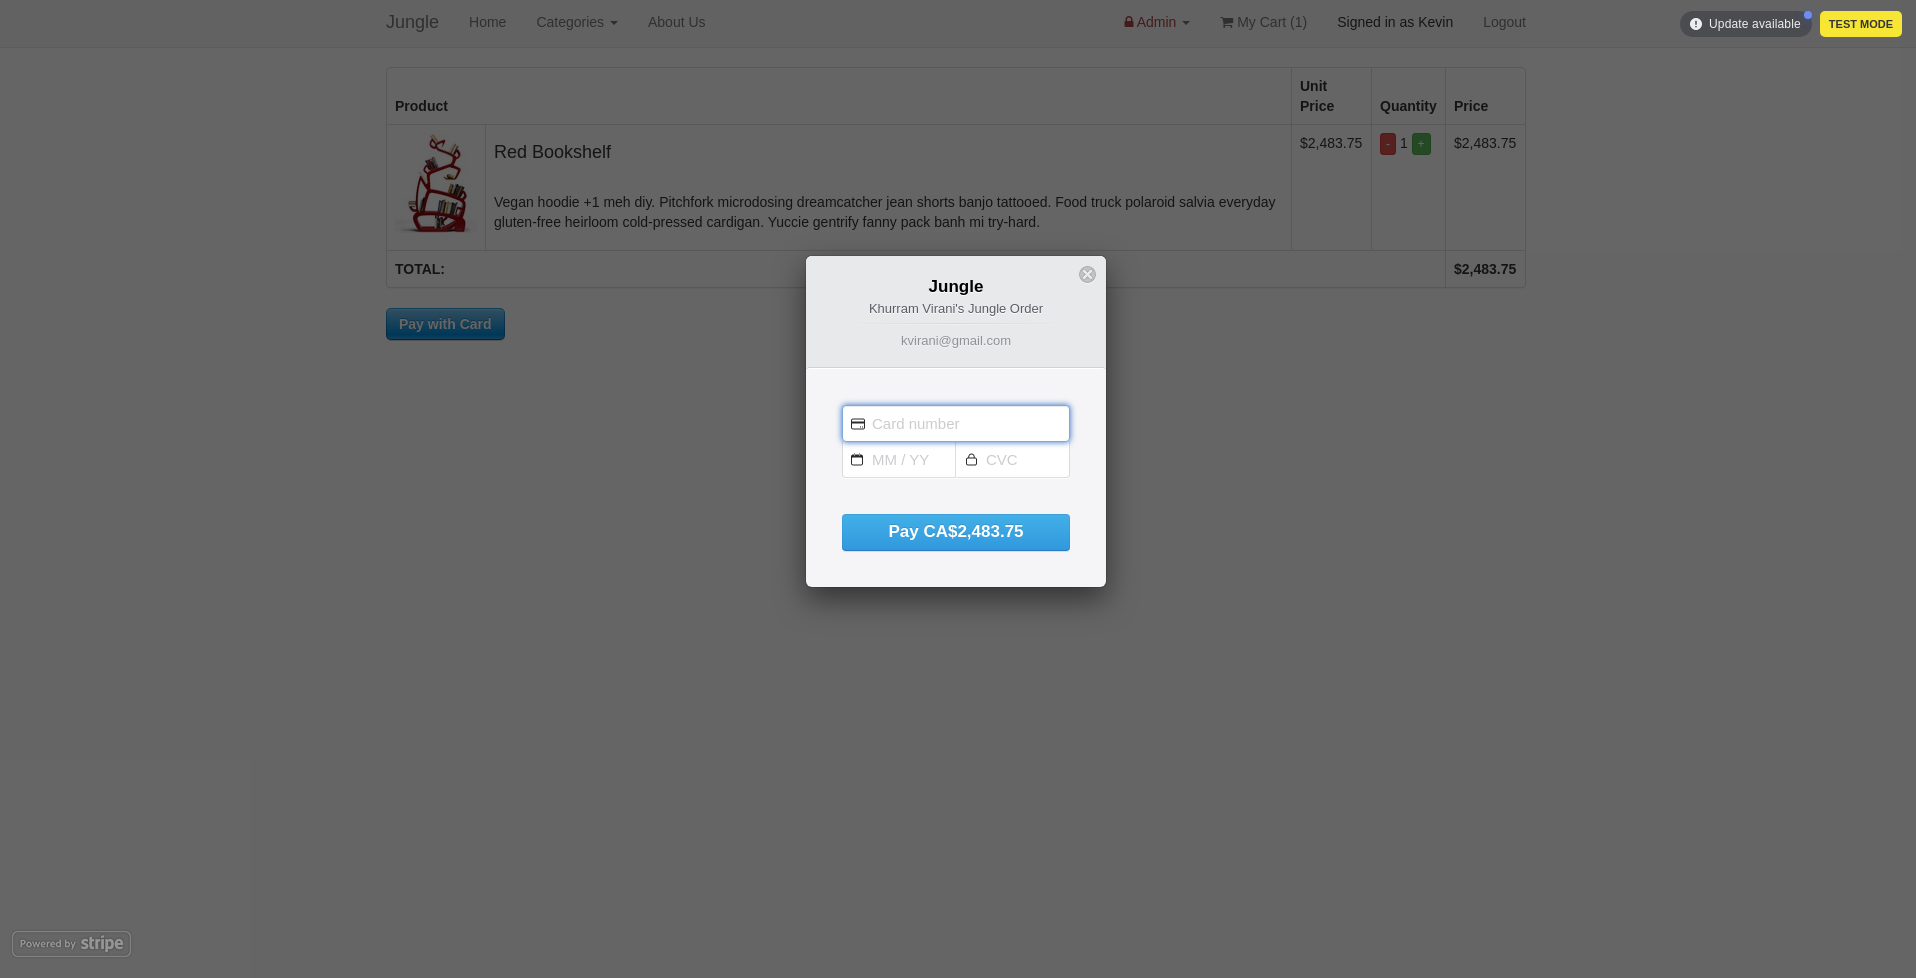 Jungle Home Categories About Us Admin My Cart (1) Signed in as Kevin Logout Update available TEST MODE
Product Unit Price Quantity Price
Red Bookshelf $2,483.75 - 1 + $2,483.75
Vegan hoodie +1 meh diy. Pitchfork microdosing dreamcatcher jean shorts banjo tattooed. Food truck polaroid salvia everyday
gluten-free heirloom cold-pressed cardigan. Yuccie gentrify fanny pack banh mi try-hard.
TOTAL: $2,483.75
Pay with Card
Jungle
Khurram Virani's Jungle Order
kvirani@gmail.com
Card number
MM / YY CVC
Pay CA$2,483.75
Powered by stripe